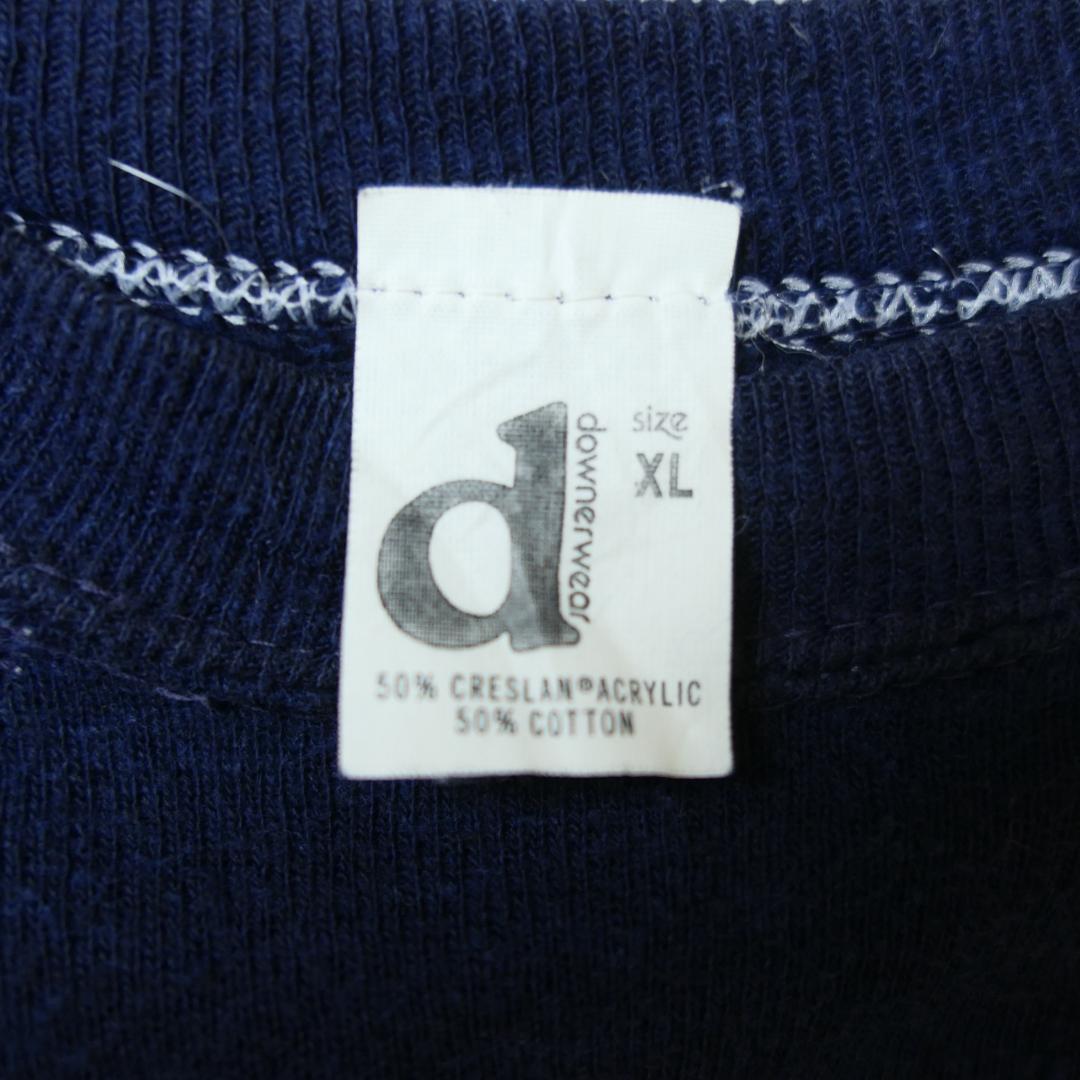 d
downerwear
size
XL
50% CRESLAN® ACRYLIC
50% COTTON